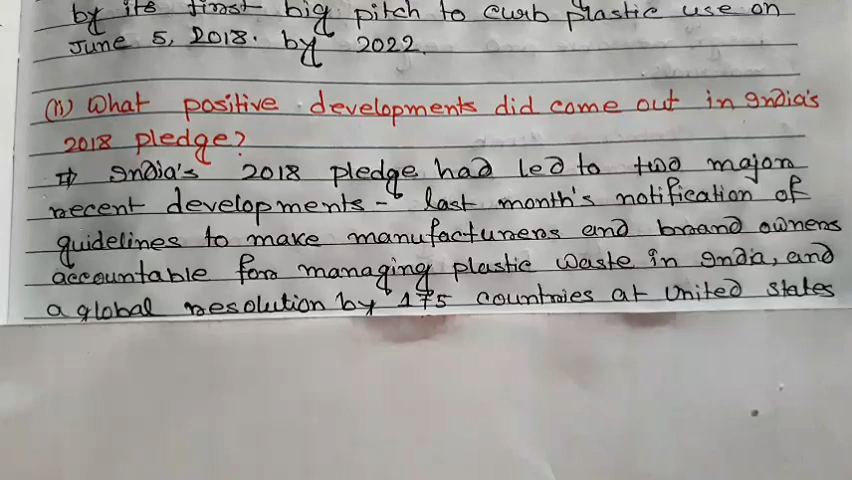 by its first big pitch to curb plastic use on
June 5, 2018. by 2022.
(ii) What positive developments did come out in India's
2018 pledge?
⇒ India's 2018 pledge had led to two major
recent developments - last month's notification of
guidelines to make manufacturers and brand owners
accountable for managing plastic waste in India, and
a global resolution by 175 countries at United states